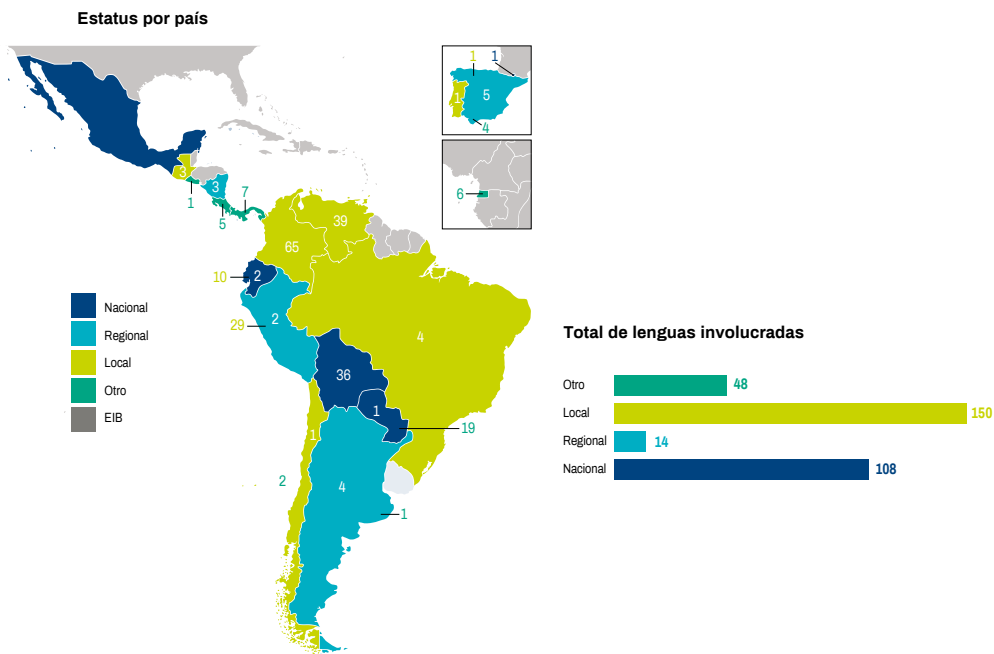 Estatus por país
1
1
1
5
4
6
3
3
7
1
5
39
65
10
2
29
2
4
36
1
19
1
2
4
1
Nacional
Regional
Local
Otro
EIB
Total de lenguas involucradas
Otro
48
Local
150
Regional
14
Nacional
108